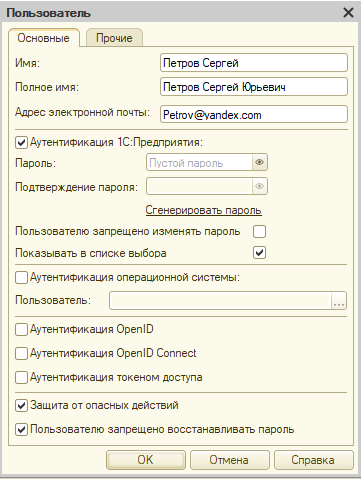 Пользователь
Основные Прочие
Имя: Петров Сергей
Полное имя: Петров Сергей Юрьевич
Адрес электронной почты: Petrov@yandex.com
Аутентификация 1С:Предприятия:
Пароль: Пустой пароль
Подтверждение пароля:
Сгенерировать пароль
Пользователю запрещено изменять пароль
Показывать в списке выбора
Аутентификация операционной системы:
Пользователь: ...
Аутентификация OpenID
Аутентификация OpenID Connect
Аутентификация токеном доступа
Защита от опасных действий
Пользователю запрещено восстанавливать пароль
OK Отмена Справка